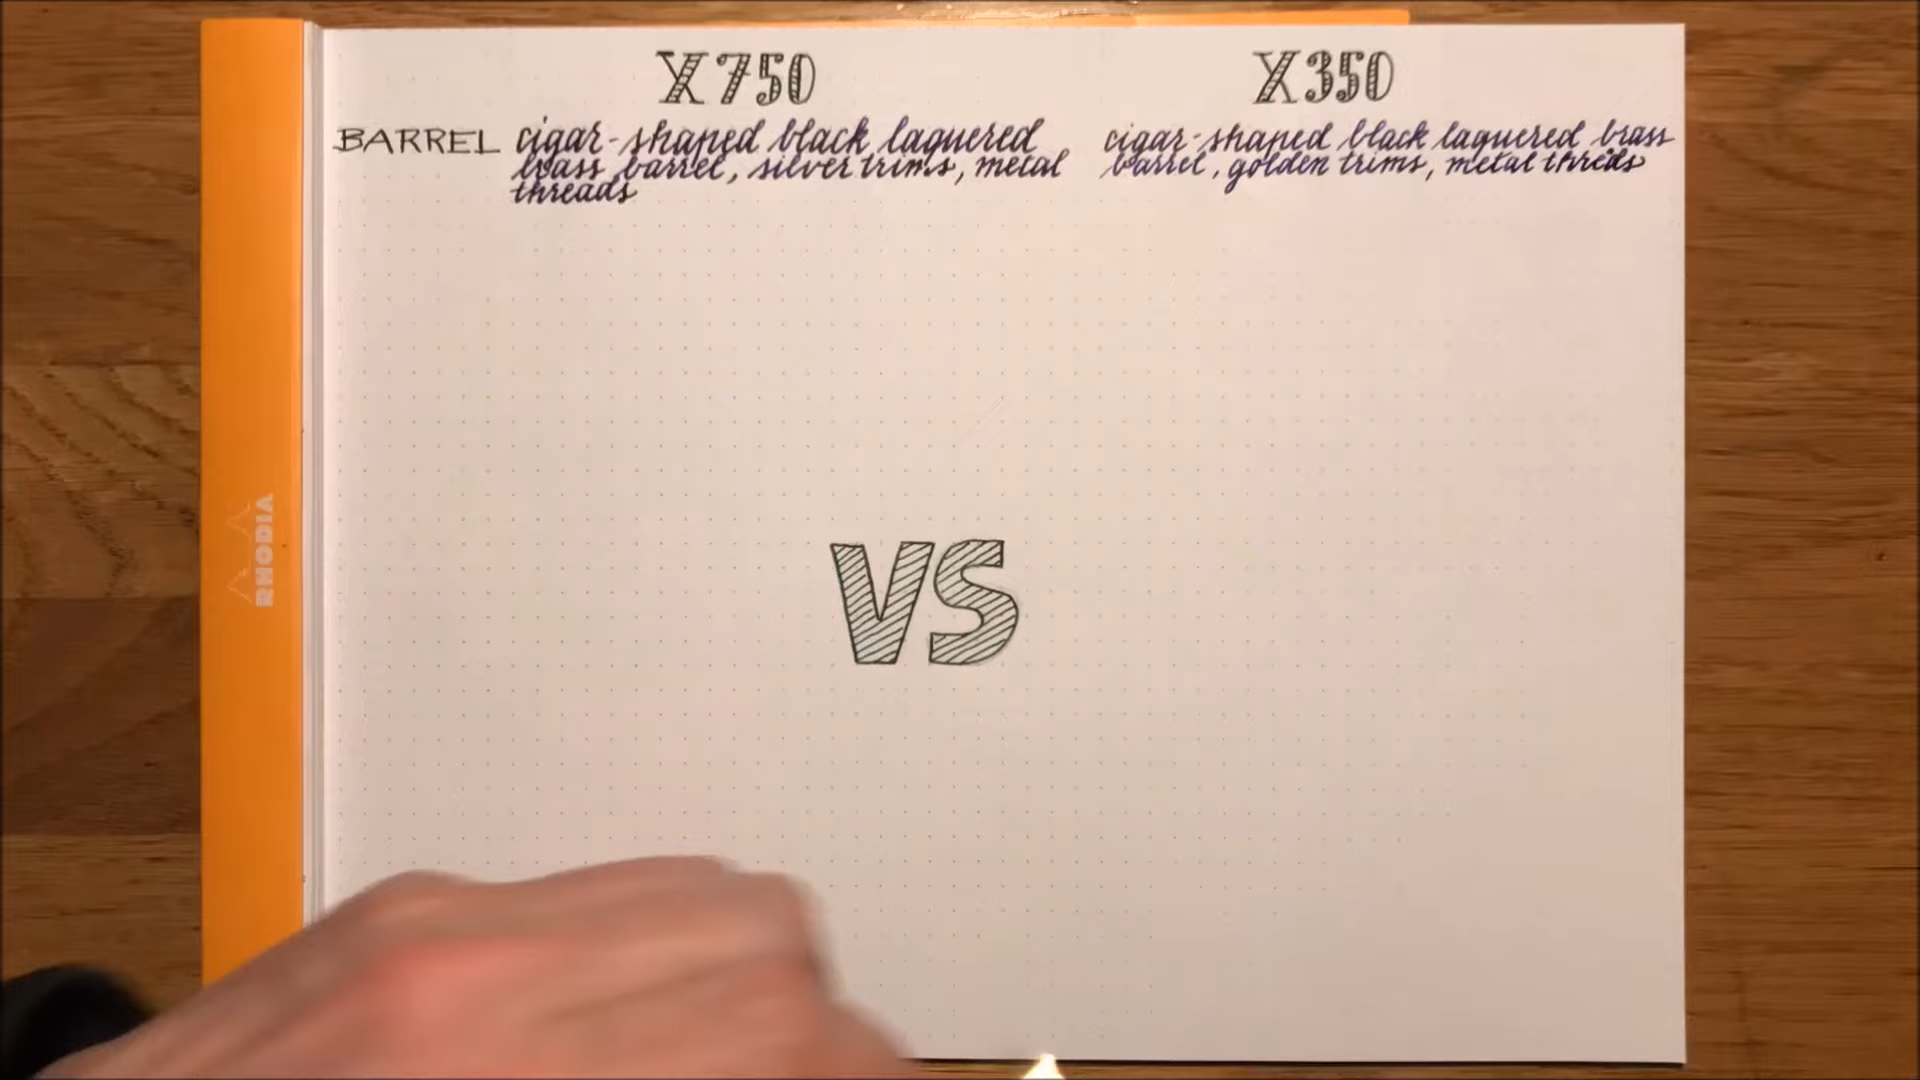 X750
X350
BARREL cigar-shaped black laquered
brass barrel, silver trims, metal
threads
cigar-shaped black laquered brass
barrel, golden trims, metal threds
VS
RHODIA